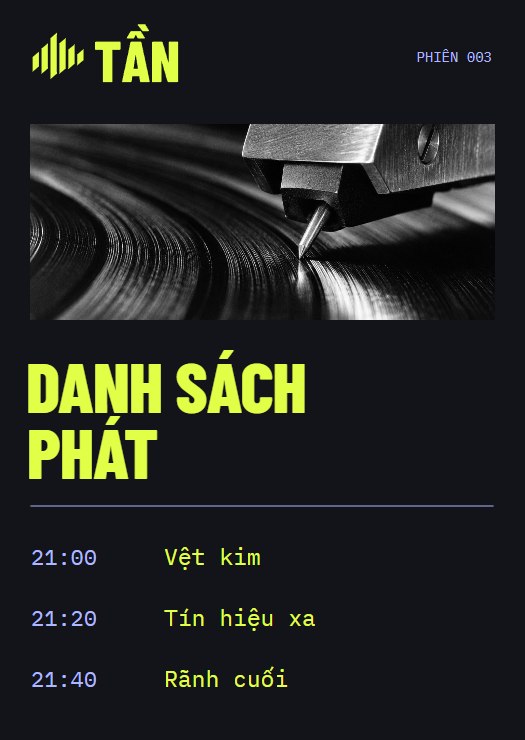 TẦN
PHIÊN 003
DANH SÁCH
PHÁT
21:00 Vệt kim
21:20 Tín hiệu xa
21:40 Rãnh cuối